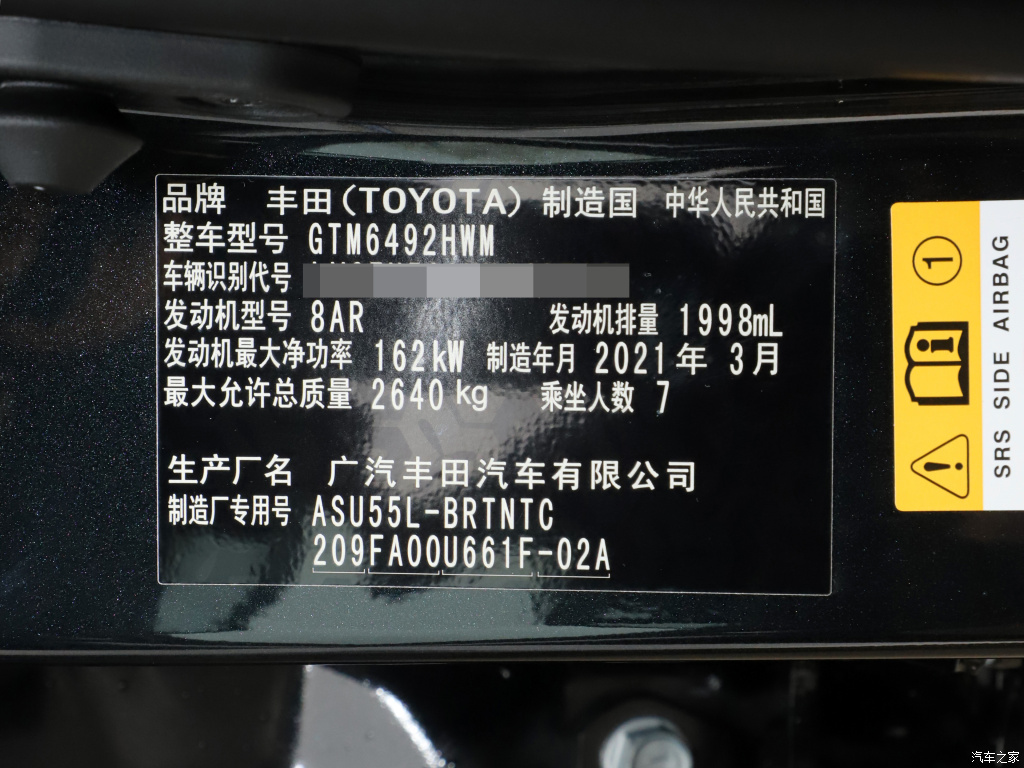 品牌 丰田(TOYOTA) 制造国 中华人民共和国
整车型号 GTM6492HWM
车辆识别代号
发动机型号 8AR 发动机排量 1998mL
发动机最大净功率 162kW 制造年月 2021年 3月
最大允许总质量 2640 kg 乘坐人数 7
生产厂名 广汽丰田汽车有限公司
制造厂专用号 ASU55L-BRTNTC
209FA00U661F-02A
1
SRS SIDE AIRBAG
汽车之家